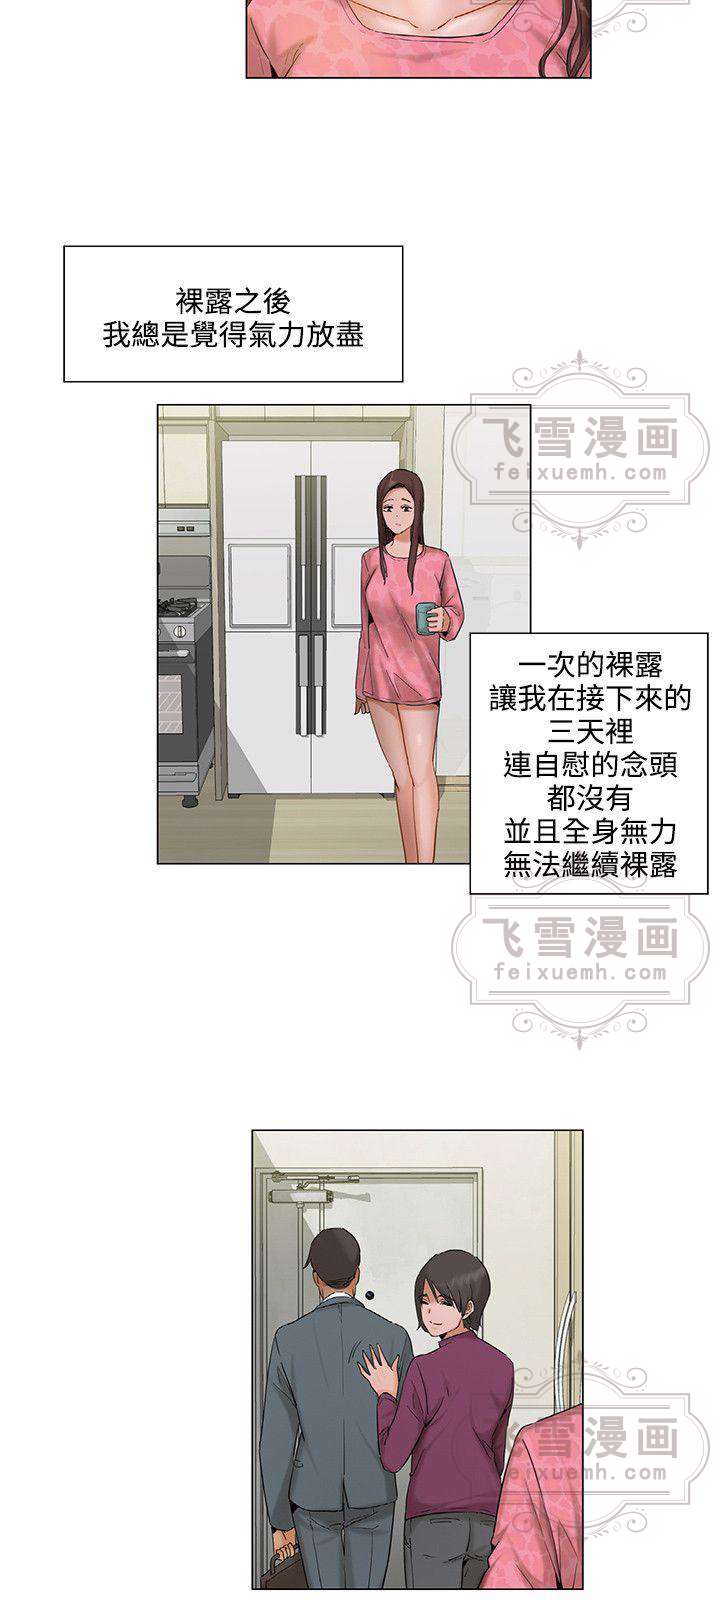 裸露之後
我總是覺得氣力放盡
飞雪漫画
feixuemh.com
一次的裸露
讓我在接下來的
三天裡
連自慰的念頭
都沒有
並且全身無力
無法繼續裸露
飞雪漫画
feixuemh.com
飞雪漫画
feixuemh.com